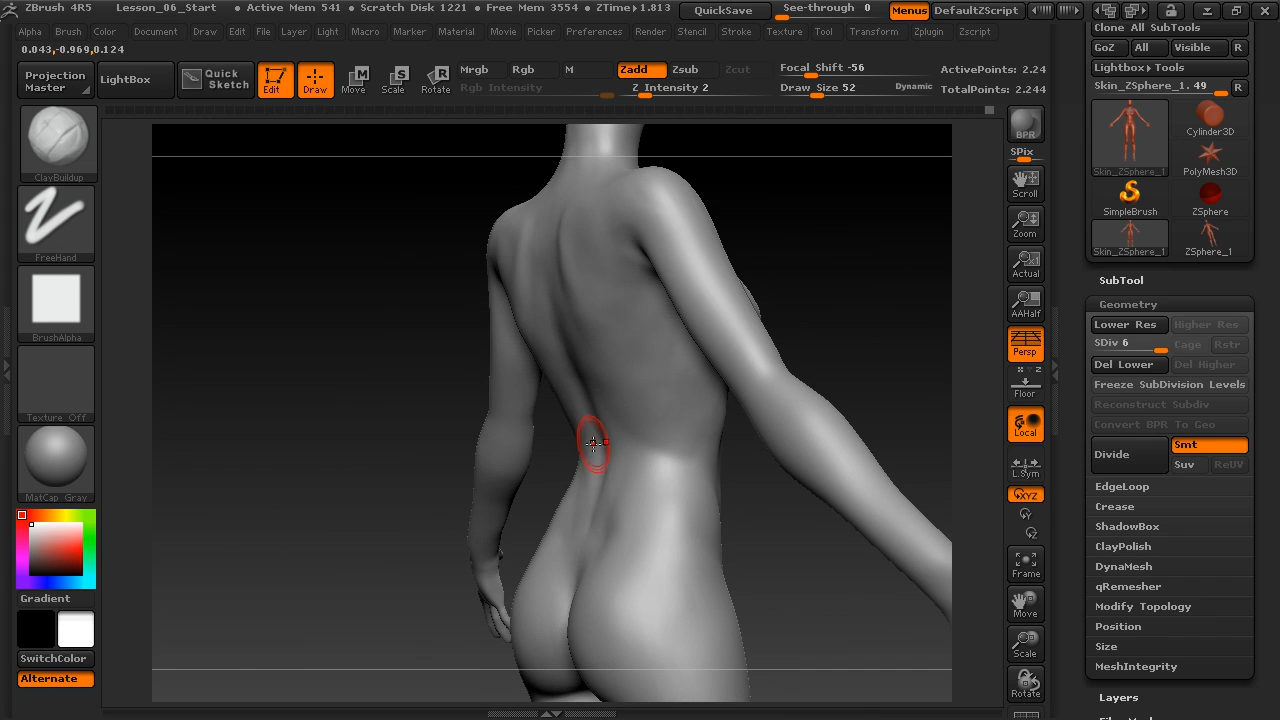 ZBrush 4R5 Lesson_06_Start • Active Mem 541 • Scratch Disk 1221 • Free Mem 3554 • ZTime▸1.813 QuickSave See-through 0 Menus DefaultZScript
Alpha Brush Color Document Draw Edit File Layer Light Macro Marker Material Movie Picker Preferences Render Stencil Stroke Texture Tool Transform Zplugin Zscript
0.043,-0.969,0.124
Projection Master
LightBox
Quick Sketch
Edit
Draw
Move
Scale
Rotate
Mrgb Rgb M
Rgb Intensity
Zadd Zsub Zcut
Z Intensity 2
Focal Shift -56
Draw Size 52
Dynamic
ActivePoints: 2.24
TotalPoints: 2.244
ClayBuildup
FreeHand
BrushAlpha
Texture Off
MatCap Gray
Gradient
SwitchColor
Alternate
BPR
SPix
Scroll
Zoom
Actual
AAHalf
Persp
Floor
Local
L.Sym
XYZ
Frame
Move
Scale
Rotate
Clone All SubTools
GoZ All Visible R
Lightbox▸Tools
Skin_ZSphere_1. 49 R
Skin_ZSphere_1
Cylinder3D
PolyMesh3D
SimpleBrush
ZSphere
Skin_ZSphere_1
ZSphere_1
SubTool
Geometry
Lower Res Higher Res
SDiv 6 Cage Rstr
Del Lower Del Higher
Freeze SubDivision Levels
Reconstruct Subdiv
Convert BPR To Geo
Divide
Smt
Suv ReUV
EdgeLoop
Crease
ShadowBox
ClayPolish
DynaMesh
qRemesher
Modify Topology
Position
Size
MeshIntegrity
Layers